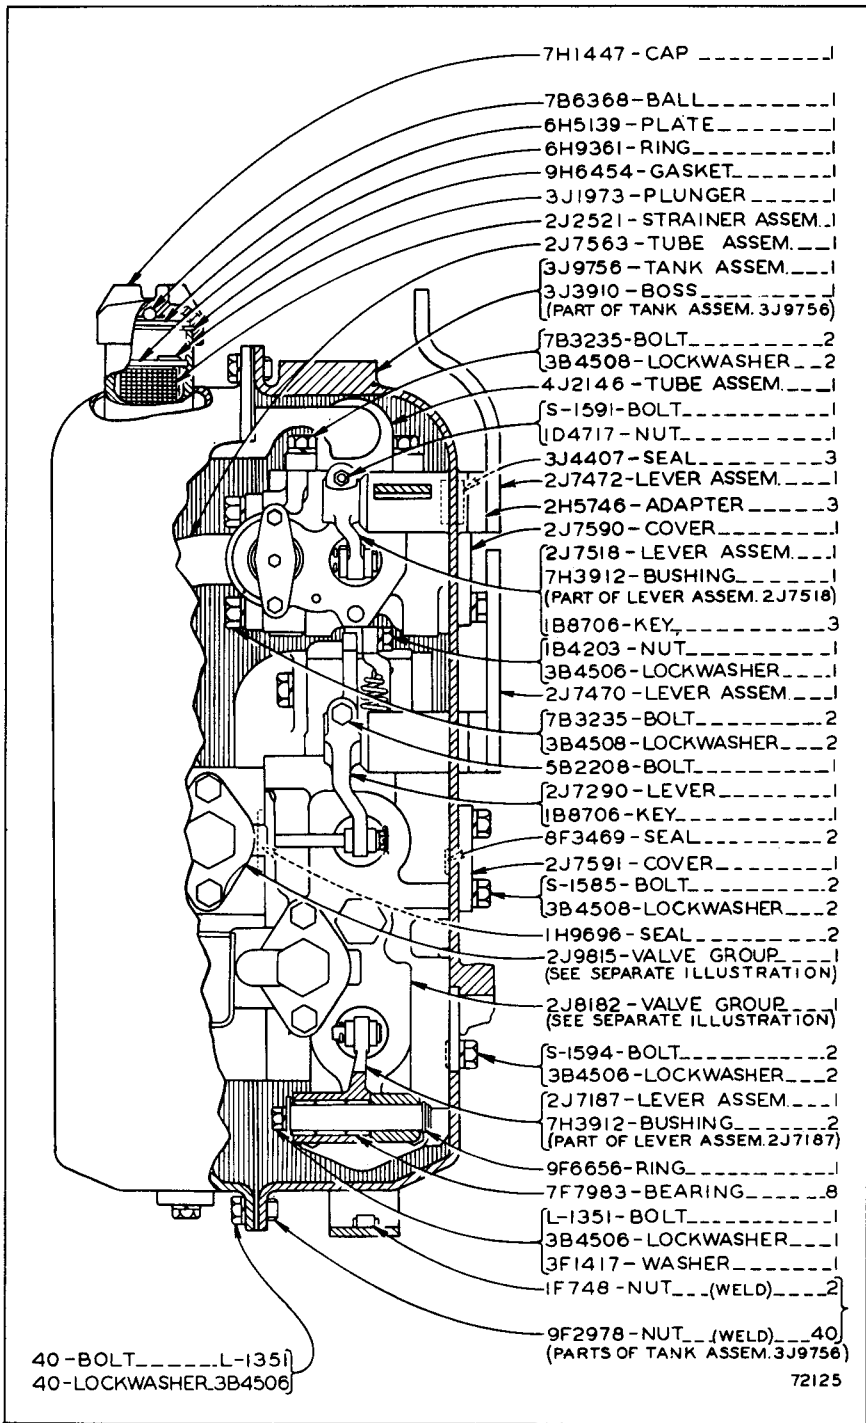 7H1447-CAP 1
7B6368-BALL 1
6H5139-PLATE 1
6H9361-RING 1
9H6454-GASKET 1
3J1973-PLUNGER 1
2J2521-STRAINER ASSEM. 1
2J7563-TUBE ASSEM. 1
3J9756-TANK ASSEM. 1
3J3910-BOSS 1
(PART OF TANK ASSEM. 3J9756)
7B3235-BOLT 2
3B4508-LOCKWASHER 2
4J2146-TUBE ASSEM. 1
S-1591-BOLT 1
1D4717-NUT 1
3J4407-SEAL 3
2J7472-LEVER ASSEM. 1
2H5746-ADAPTER 3
2J7590-COVER 1
2J7518-LEVER ASSEM. 1
7H3912-BUSHING 1
(PART OF LEVER ASSEM. 2J7518)
1B8706-KEY 3
1B4203-NUT 1
3B4506-LOCKWASHER 1
2J7470-LEVER ASSEM. 1
7B3235-BOLT 2
3B4508-LOCKWASHER 2
5B2208-BOLT 1
2J7290-LEVER 1
1B8706-KEY 1
8F3469-SEAL 2
2J7591-COVER 1
S-1585-BOLT 2
3B4508-LOCKWASHER 2
1H9696-SEAL 2
2J9815-VALVE GROUP 1
(SEE SEPARATE ILLUSTRATION)
2J8182-VALVE GROUP 1
(SEE SEPARATE ILLUSTRATION)
S-1594-BOLT 2
3B4506-LOCKWASHER 2
2J7187-LEVER ASSEM. 1
7H3912-BUSHING 2
(PART OF LEVER ASSEM. 2J7187)
9F6656-RING 1
7F7983-BEARING 8
L-1351-BOLT 1
3B4506-LOCKWASHER 1
3F1417-WASHER 1
1F748-NUT (WELD) 2
9F2978-NUT (WELD) 40
(PARTS OF TANK ASSEM. 3J9756)
40-BOLT L-1351
40-LOCKWASHER 3B4506
72125